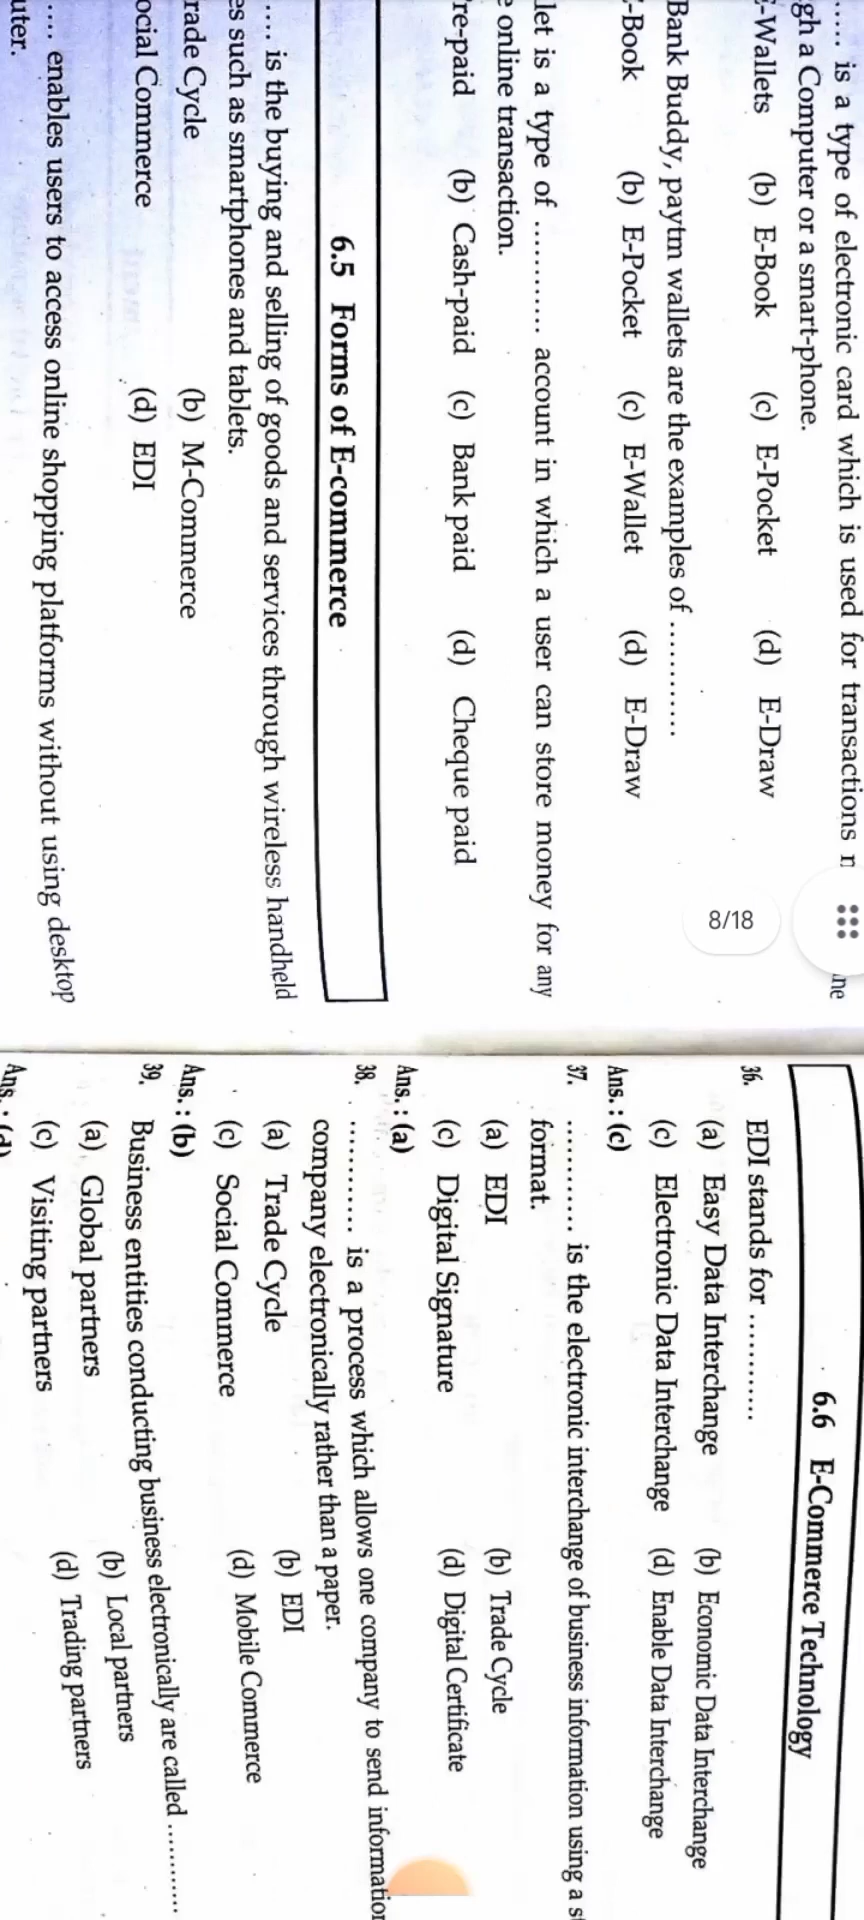 ..... is a type of electronic card which is used for transactions
gh a Computer or a smart-phone.
E-Wallets (b) E-Book (c) E-Pocket (d) E-Draw
Bank Buddy, paytm wallets are the examples of ............
-Book (b) E-Pocket (c) E-Wallet (d) E-Draw
let is a type of ............ account in which a user can store money for any
e online transaction.
re-paid (b) Cash-paid (c) Bank paid (d) Cheque paid
6.5 Forms of E-commerce
.... is the buying and selling of goods and services through wireless handheld
es such as smartphones and tablets.
rade Cycle (b) M-Commerce
ocial Commerce (d) EDI
.... enables users to access online shopping platforms without using desktop
uter.
8/18
6.6 E-Commerce Technology
36. EDI stands for ............
(a) Easy Data Interchange (b) Economic Data Interchange
(c) Electronic Data Interchange (d) Enable Data Interchange
Ans. : (c)
37. ............ is the electronic interchange of business information using a
format.
(a) EDI (b) Trade Cycle
(c) Digital Signature (d) Digital Certificate
Ans. : (a)
38. ............ is a process which allows one company to send information
company electronically rather than a paper.
(a) Trade Cycle (b) EDI
(c) Social Commerce (d) Mobile Commerce
Ans. : (b)
39. Business entities conducting business electronically are called ............
(a) Global partners (b) Local partners
(c) Visiting partners (d) Trading partners
Ans. : (d)